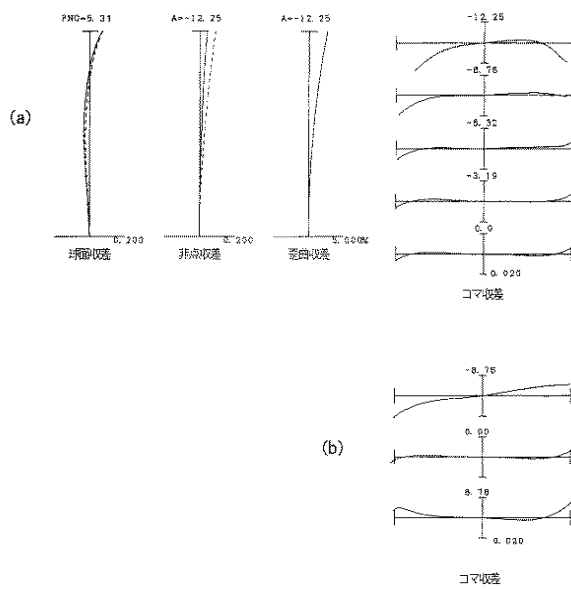 (a)
FNO=5.31
A=-12.25
A=-12.25
0.200
0.200
5.000%
球面収差
非点収差
歪曲収差
-12.25
-8.75
-6.32
-3.19
0.0
0.020
コマ収差
(b)
-8.75
0.00
8.75
0.020
コマ収差